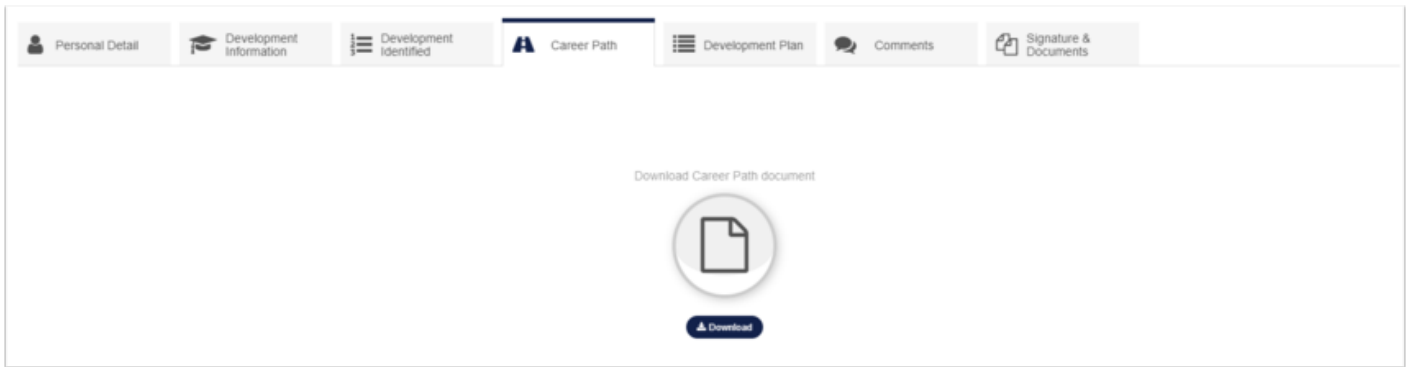 Personal Detail
Development
Information
Development
Identified
Career Path
Development Plan
Comments
Signature &
Documents
Download Career Path document
Download